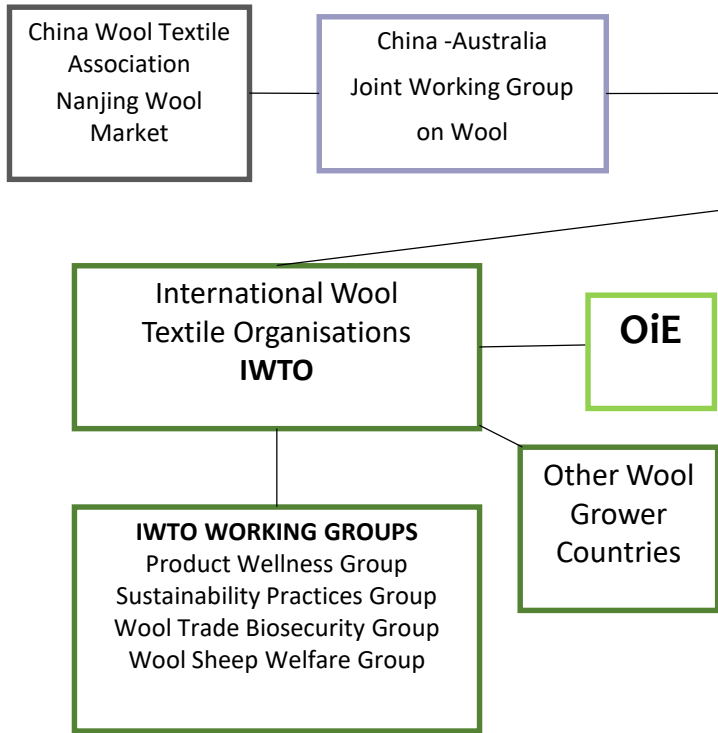 China Wool Textile
Association
Nanjing Wool
Market
China -Australia
Joint Working Group
on Wool
International Wool
Textile Organisations
IWTO
OiE
Other Wool
Grower
Countries
IWTO WORKING GROUPS
Product Wellness Group
Sustainability Practices Group
Wool Trade Biosecurity Group
Wool Sheep Welfare Group